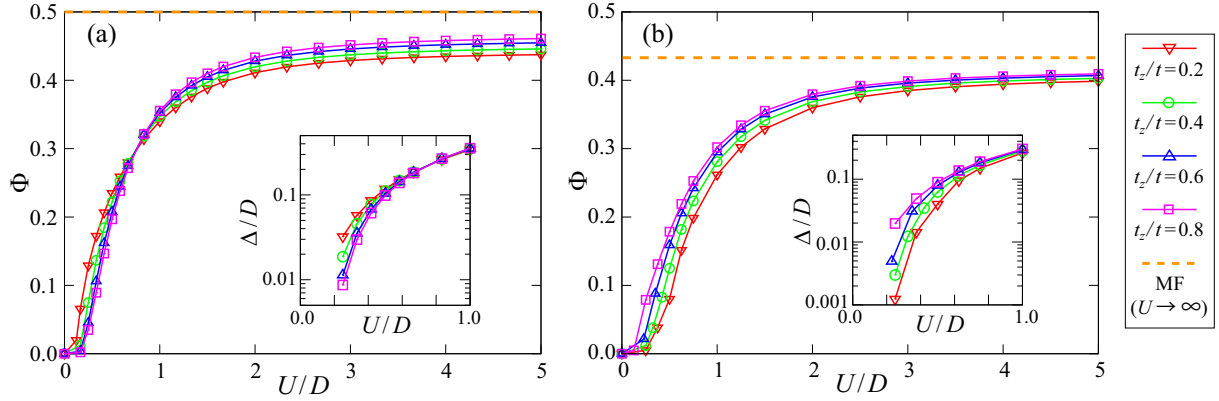 (a)
Φ
0.5
0.4
0.3
0.2
0.1
0.0
0
1
2
3
4
5
U/D
Δ/D
0.1
0.01
0.0
U/D
1.0
(b)
Φ
0.5
0.4
0.3
0.2
0.1
0.0
0
1
2
3
4
5
U/D
Δ/D
0.1
0.01
0.001
0.0
U/D
1.0
t_z/t=0.2
t_z/t=0.4
t_z/t=0.6
t_z/t=0.8
MF
(U→∞)